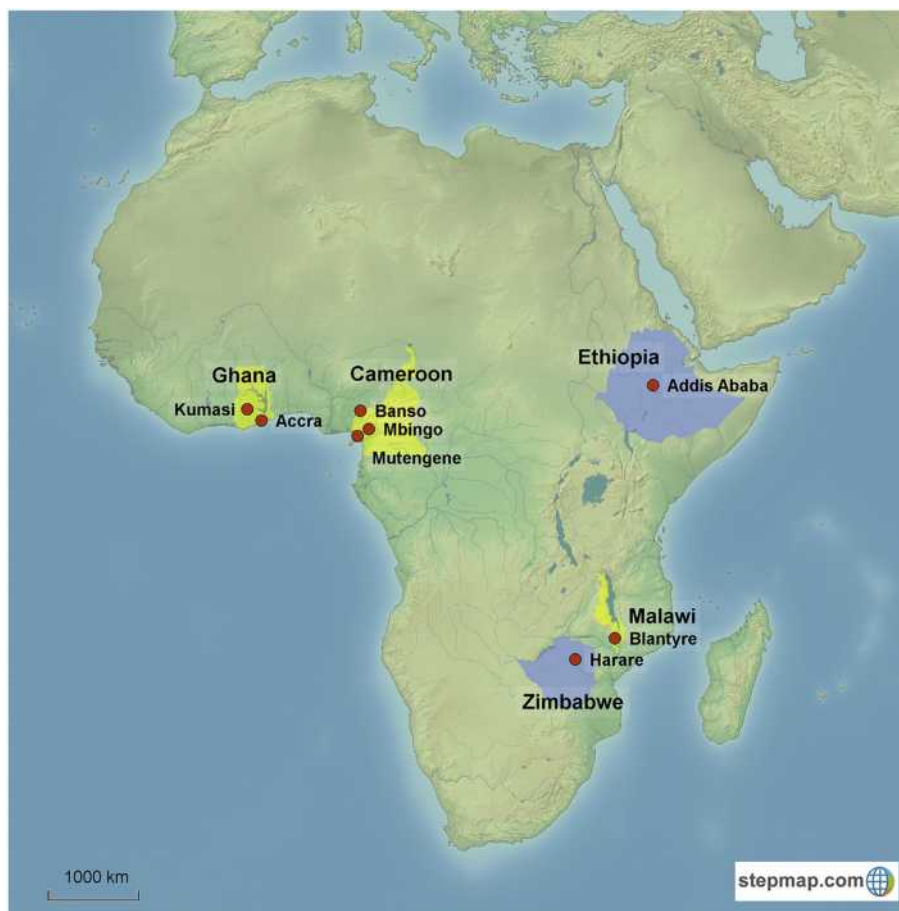 Ethiopia
Ghana
Cameroon
Addis Ababa
Kumasi
Accra
Banso
Mbingo
Mutengene
Malawi
Blantyre
Harare
Zimbabwe
1000 km
stepmap.com